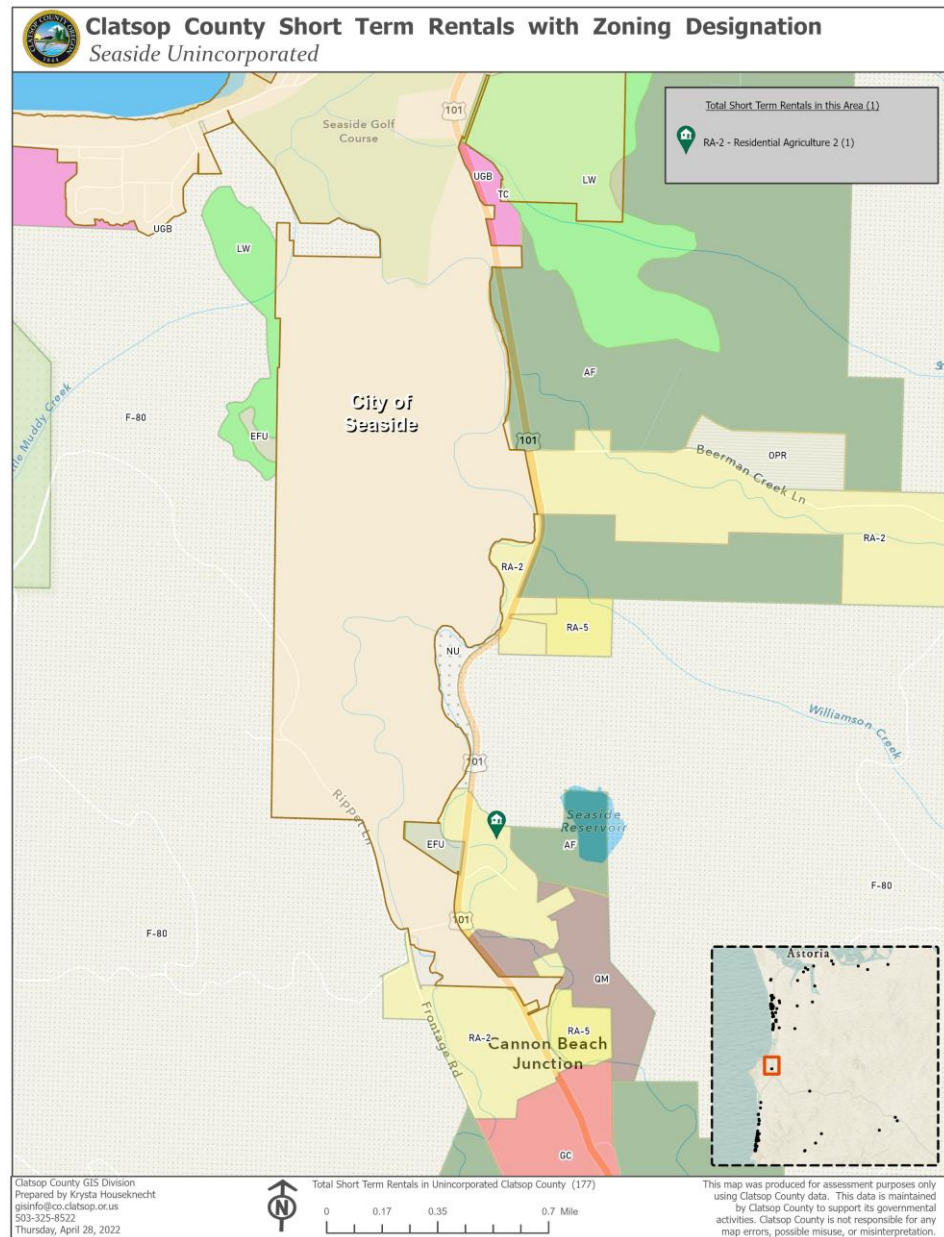 Clatsop County Short Term Rentals with Zoning Designation
Seaside Unincorporated
CLATSOP COUNTY OREGON
1844
Total Short Term Rentals in this Area (1)
RA-2 - Residential Agriculture 2 (1)
101
Seaside Golf
Course
UGB
TC
LW
UGB
LW
AF
City of
Seaside
F-80
EFU
101
OPR
Beerman Creek Ln
RA-2
RA-2
RA-5
NU
Williamson Creek
101
Rippet Ln
Seaside
Reservoir
EFU
AF
F-80
101
F-80
QM
RA-2
RA-5
Cannon Beach
Junction
Frontage Rd
GC
Astoria
Clatsop County GIS Division
Prepared by Krysta Houseknecht
gisinfo@co.clatsop.or.us
503-325-8522
Thursday, April 28, 2022
N
Total Short Term Rentals in Unincorporated Clatsop County (177)
0 0.17 0.35 0.7 Mile
This map was produced for assessment purposes only
using Clatsop County data. This data is maintained
by Clatsop County to support its governmental
activities. Clatsop County is not responsible for any
map errors, possible misuse, or misinterpretation.
Muddy Creek